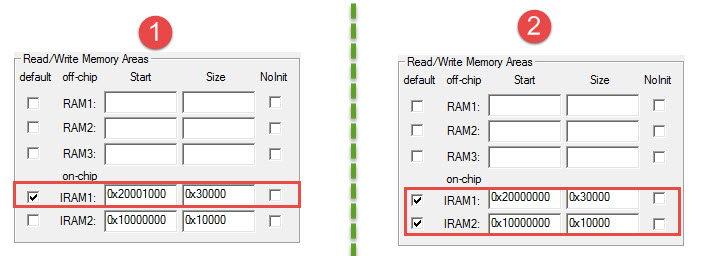 1
Read/Write Memory Areas
default off-chip Start Size NoInit
RAM1:
RAM2:
RAM3:
on-chip
IRAM1: 0x20001000 0x30000
IRAM2: 0x10000000 0x10000
2
Read/Write Memory Areas
default off-chip Start Size NoInit
RAM1:
RAM2:
RAM3:
on-chip
IRAM1: 0x20000000 0x30000
IRAM2: 0x10000000 0x10000